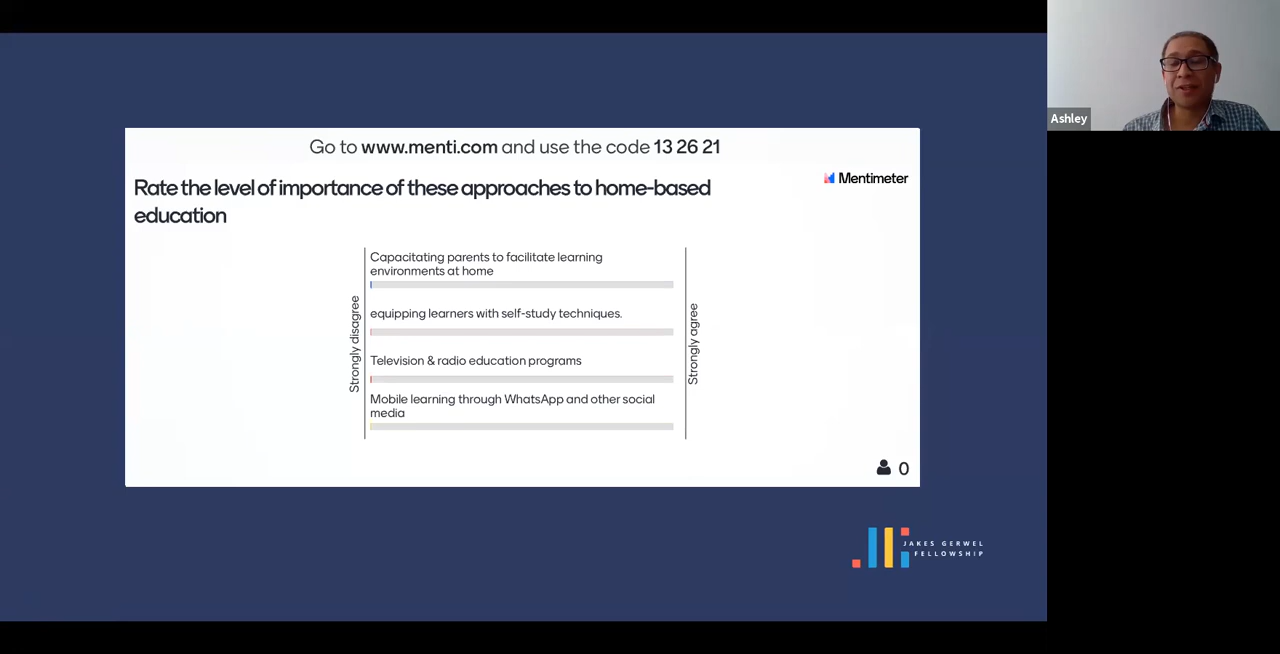 Go to www.menti.com and use the code 13 26 21
Mentimeter
Rate the level of importance of these approaches to home-based
education
Capacitating parents to facilitate learning
environments at home
equipping learners with self-study techniques.
Television & radio education programs
Mobile learning through WhatsApp and other social
media
Strongly disagree
Strongly agree
0
JAKES GERWEL
FELLOWSHIP
Ashley